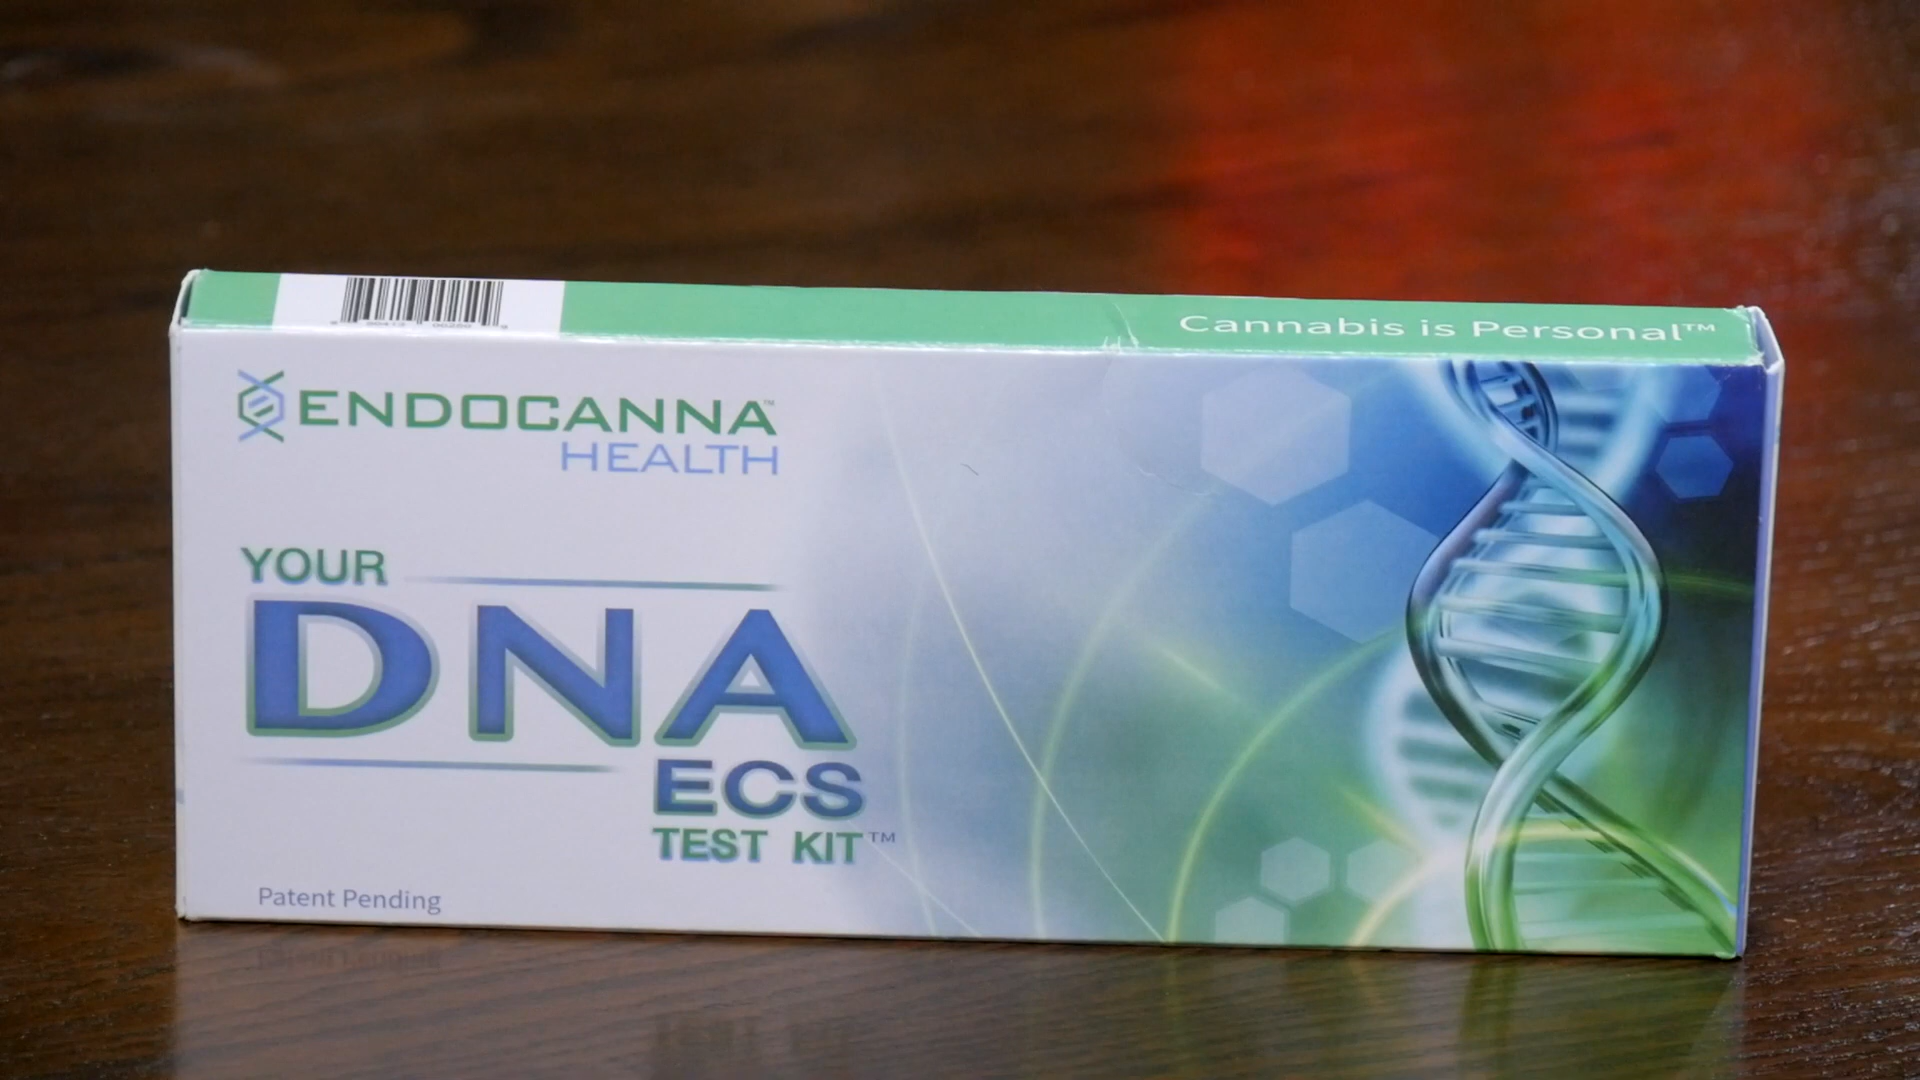 Cannabis is Personal™
ENDOCANNA™
HEALTH
YOUR
DNA
ECS
TEST KIT™
Patent Pending